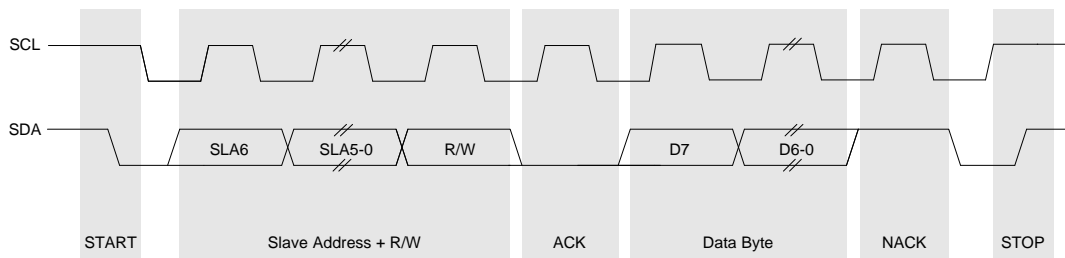 SCL
SDA
SLA6 SLA5-0 R/W D7 D6-0
START Slave Address + R/W ACK Data Byte NACK STOP